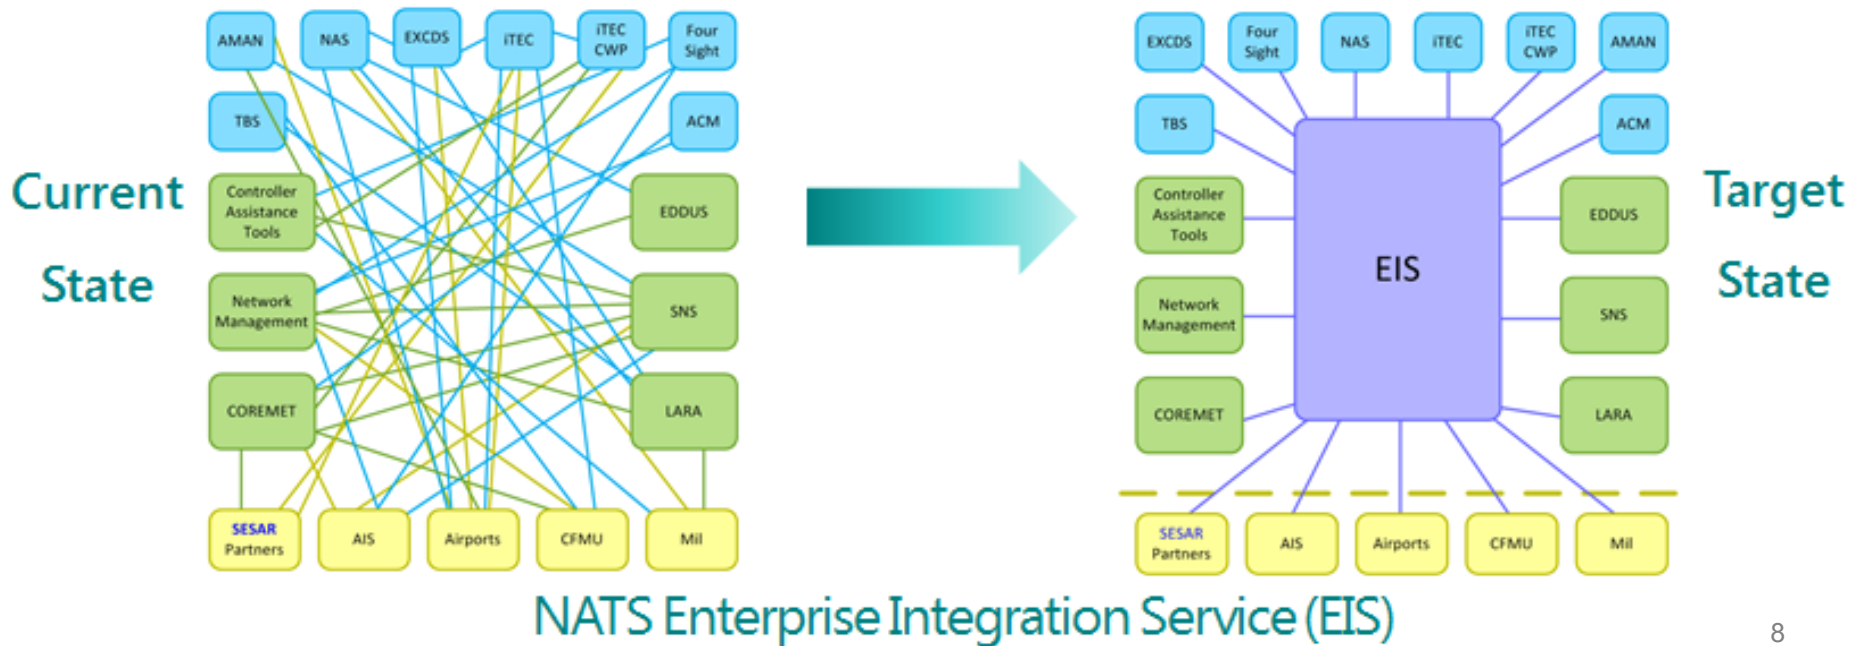 AMAN
NAS
EXCDS
iTEC
iTEC
CWP
Four
Sight
TBS
ACM
Controller
Assistance
Tools
EDDUS
Network
Management
SNS
COREMET
LARA
SESAR
Partners
AIS
Airports
CFMU
Mil
Current
State
EXCDS
Four
Sight
NAS
iTEC
iTEC
CWP
AMAN
TBS
ACM
Controller
Assistance
Tools
EDDUS
EIS
Network
Management
SNS
COREMET
LARA
SESAR
Partners
AIS
Airports
CFMU
Mil
Target
State
NATS Enterprise Integration Service (EIS)
8